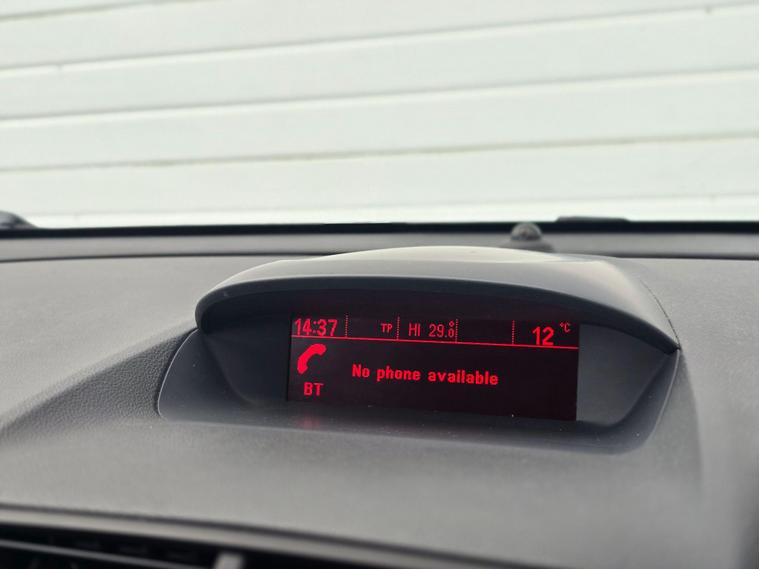 14:37 TP HI 29.0° 12 °C
No phone available
BT